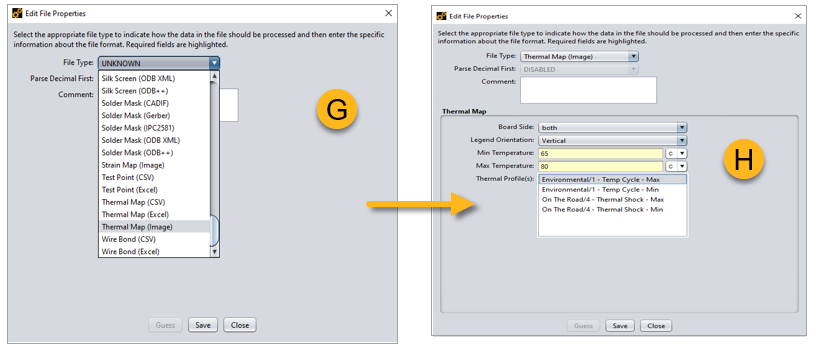 Edit File Properties
Select the appropriate file type to indicate how the data in the file should be processed and then enter the specific
information about the file format. Required fields are highlighted.
File Type: UNKNOWN
Parse Decimal First:
Comment:
Silk Screen (ODB XML)
Silk Screen (ODB++)
Solder Mask (CADIF)
Solder Mask (Gerber)
Solder Mask (IPC2581)
Solder Mask (ODB XML)
Solder Mask (ODB++)
Strain Map (Image)
Test Point (CSV)
Test Point (Excel)
Thermal Map (CSV)
Thermal Map (Excel)
Thermal Map (Image)
Wire Bond (CSV)
Wire Bond (Excel)
G
Guess Save Close
Edit File Properties
Select the appropriate file type to indicate how the data in the file should be processed and then enter the specific
information about the file format. Required fields are highlighted.
File Type: Thermal Map (Image)
Parse Decimal First: DISABLED
Comment:
Thermal Map
Board Side: both
Legend Orientation: Vertical
Min Temperature: 65 C
Max Temperature: 80 C
Thermal Profile(s): Environmental/1 - Temp Cycle - Max
Environmental/1 - Temp Cycle - Min
On The Road/4 - Thermal Shock - Max
On The Road/4 - Thermal Shock - Min
H
Guess Save Close